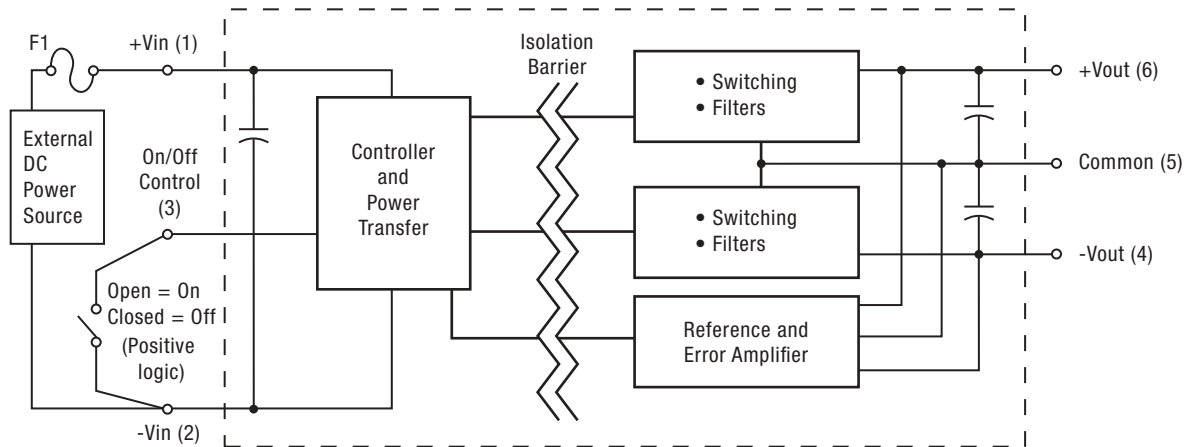 F1
+Vin (1)
External
DC
Power
Source
On/Off
Control
(3)
Open = On
Closed = Off
(Positive
logic)
-Vin (2)
Controller
and
Power
Transfer
Isolation
Barrier
• Switching
• Filters
• Switching
• Filters
Reference and
Error Amplifier
+Vout (6)
Common (5)
-Vout (4)